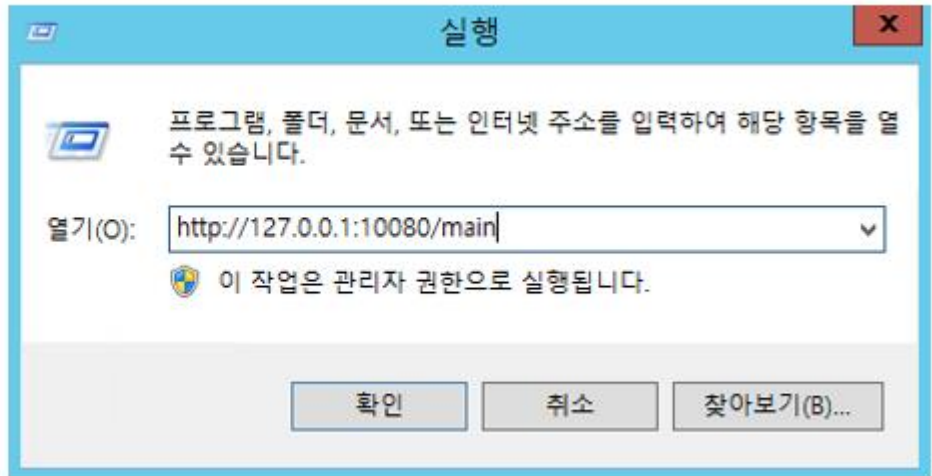 실행
프로그램, 폴더, 문서, 또는 인터넷 주소를 입력하여 해당 항목을 열
수 있습니다.
열기(O): http://127.0.0.1:10080/main
이 작업은 관리자 권한으로 실행됩니다.
확인 취소 찾아보기(B)...